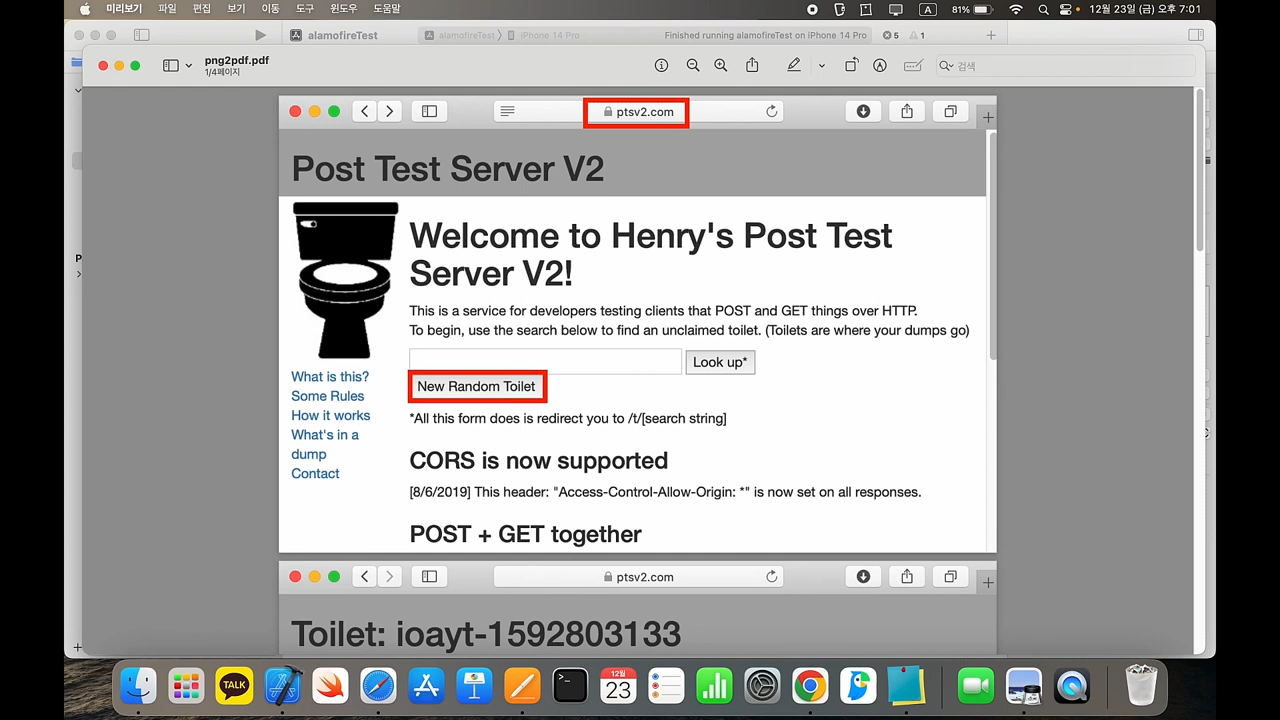 미리보기 파일 편집 보기 이동 도구 윈도우 도움말 A 81% 12월 23일 (금) 오후 7:01
alamofireTest alamofireTest iPhone 14 Pro Finished running alamofireTest on iPhone 14 Pro 5 1
png2pdf.pdf
1/4페이지
검색
ptsv2.com
Post Test Server V2
Welcome to Henry's Post Test
Server V2!
This is a service for developers testing clients that POST and GET things over HTTP.
To begin, use the search below to find an unclaimed toilet. (Toilets are where your dumps go)
Look up*
New Random Toilet
*All this form does is redirect you to /t/[search string]
What is this?
Some Rules
How it works
What's in a
dump
Contact
CORS is now supported
[8/6/2019] This header: "Access-Control-Allow-Origin: *" is now set on all responses.
POST + GET together
ptsv2.com
Toilet: ioayt-1592803133
P
TALK
12월
23